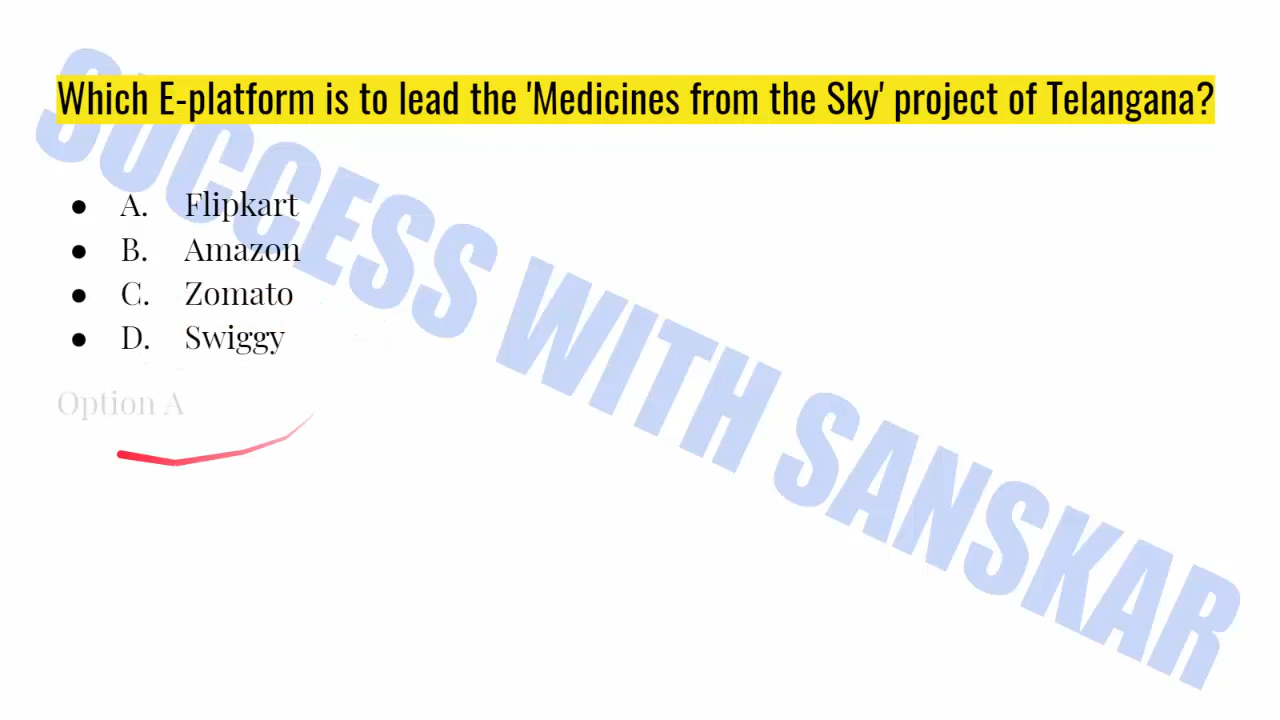 Which E-platform is to lead the 'Medicines from the Sky' project of Telangana?
● A. Flipkart
● B. Amazon
● C. Zomato
● D. Swiggy
Option A
SUCCESS WITH SANSKAR